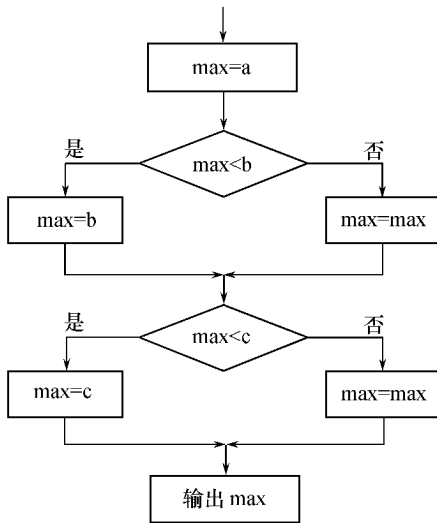 max=a
max<b
是
否
max=b
max=max
max<c
是
否
max=c
max=max
输出 max